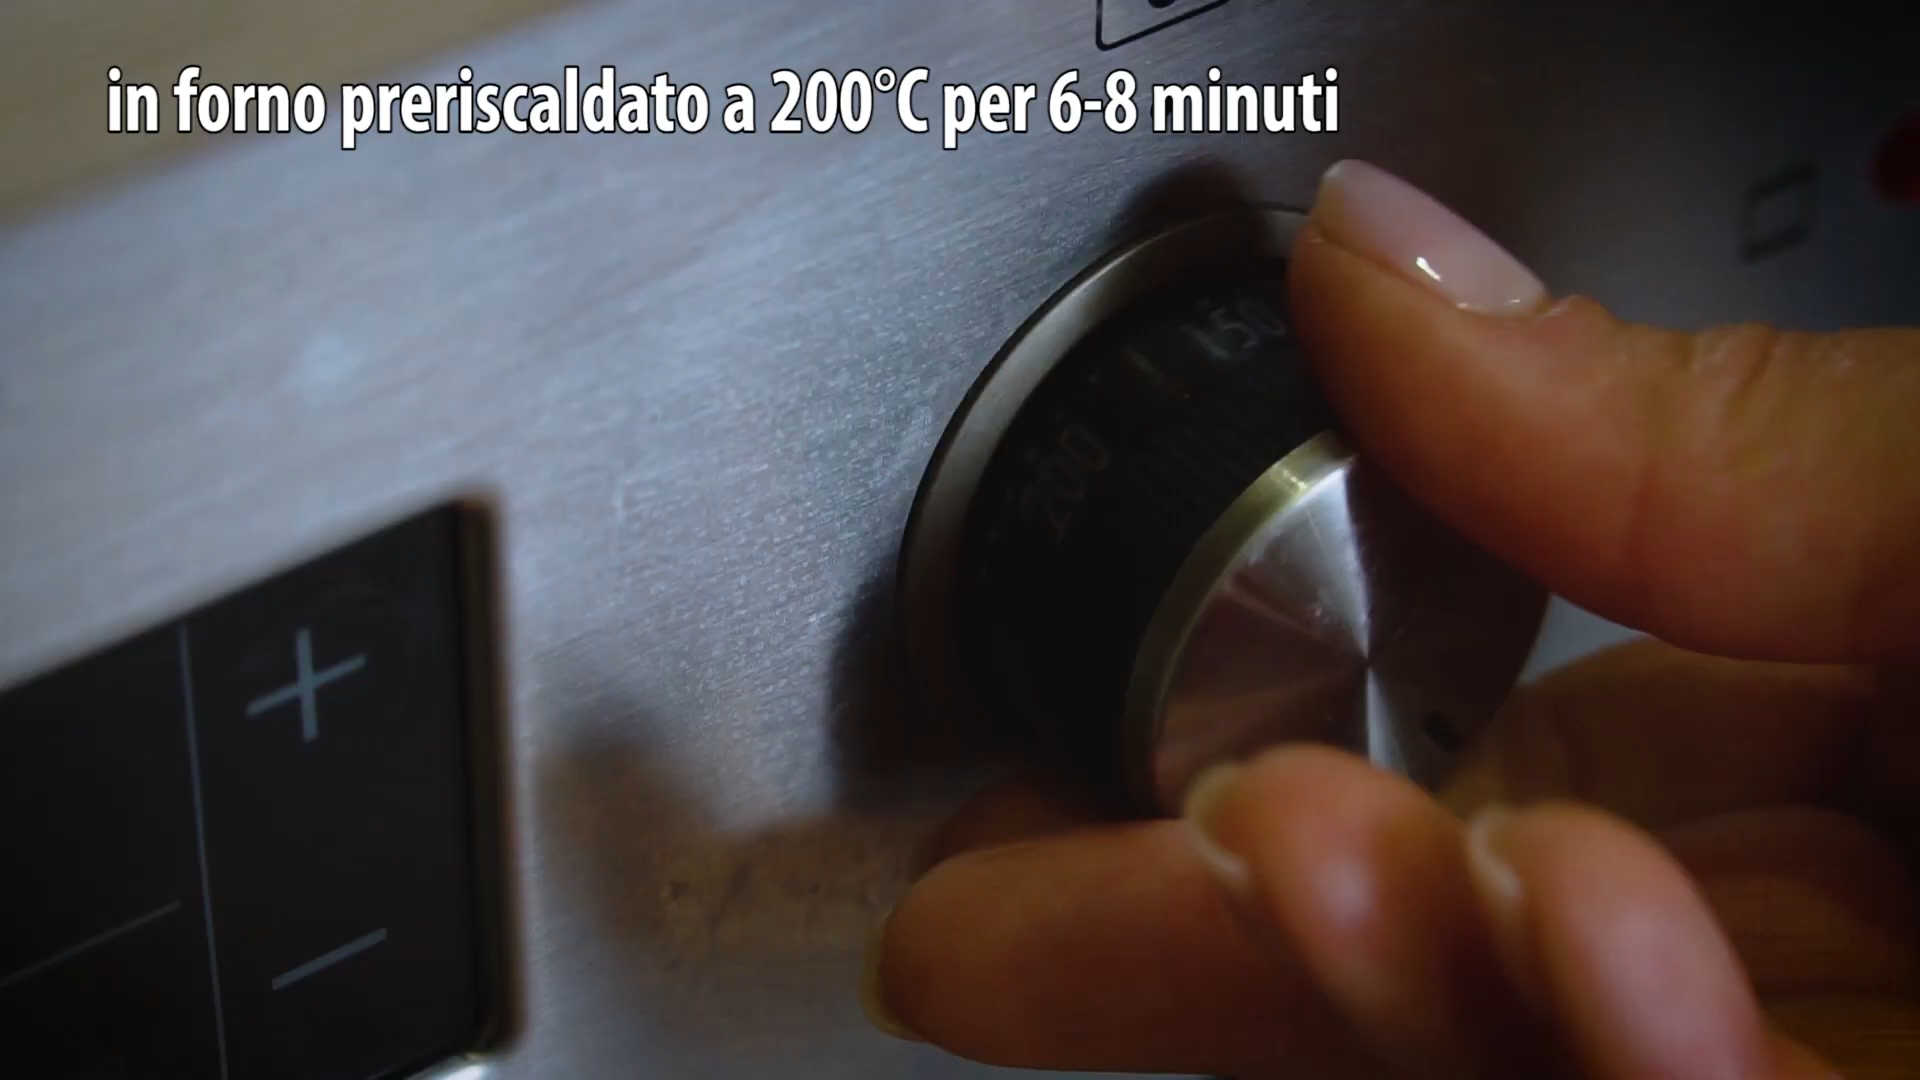 in forno preriscaldato a 200°C per 6-8 minuti
150
200
+
−